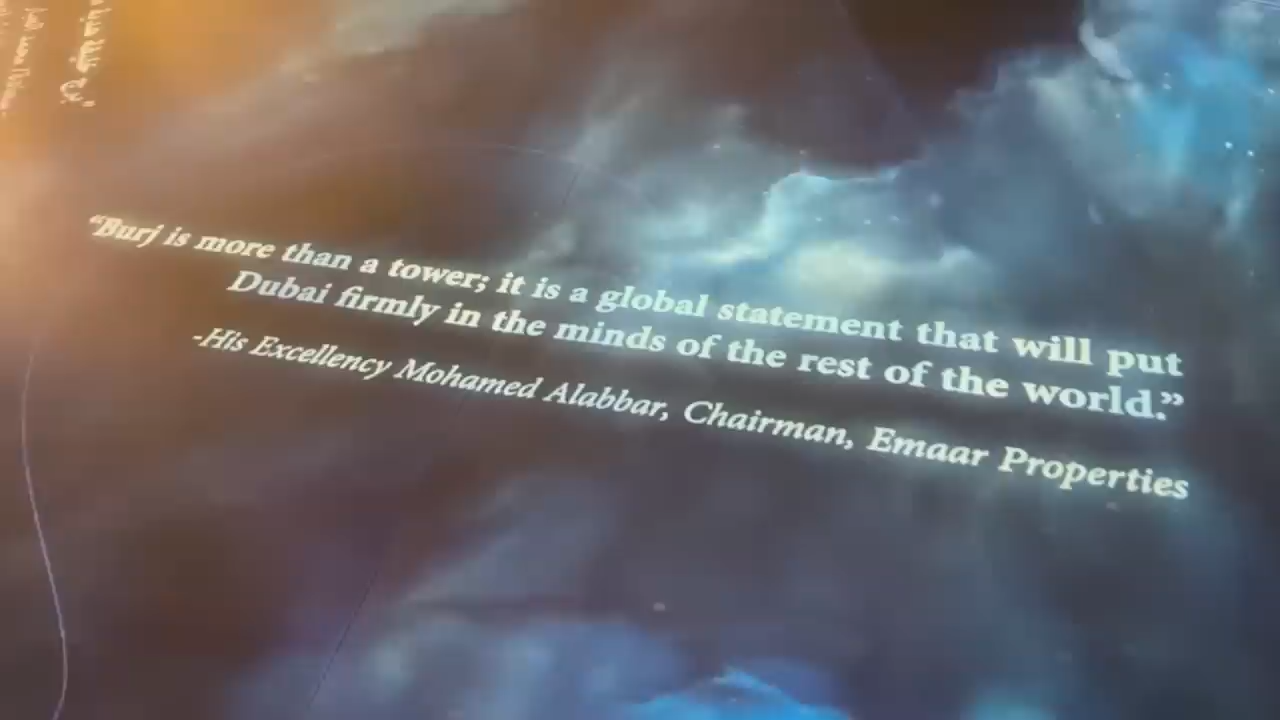 “Burj is more than a tower; it is a global statement that will put
Dubai firmly in the minds of the rest of the world.”
-His Excellency Mohamed Alabbar, Chairman, Emaar Properties